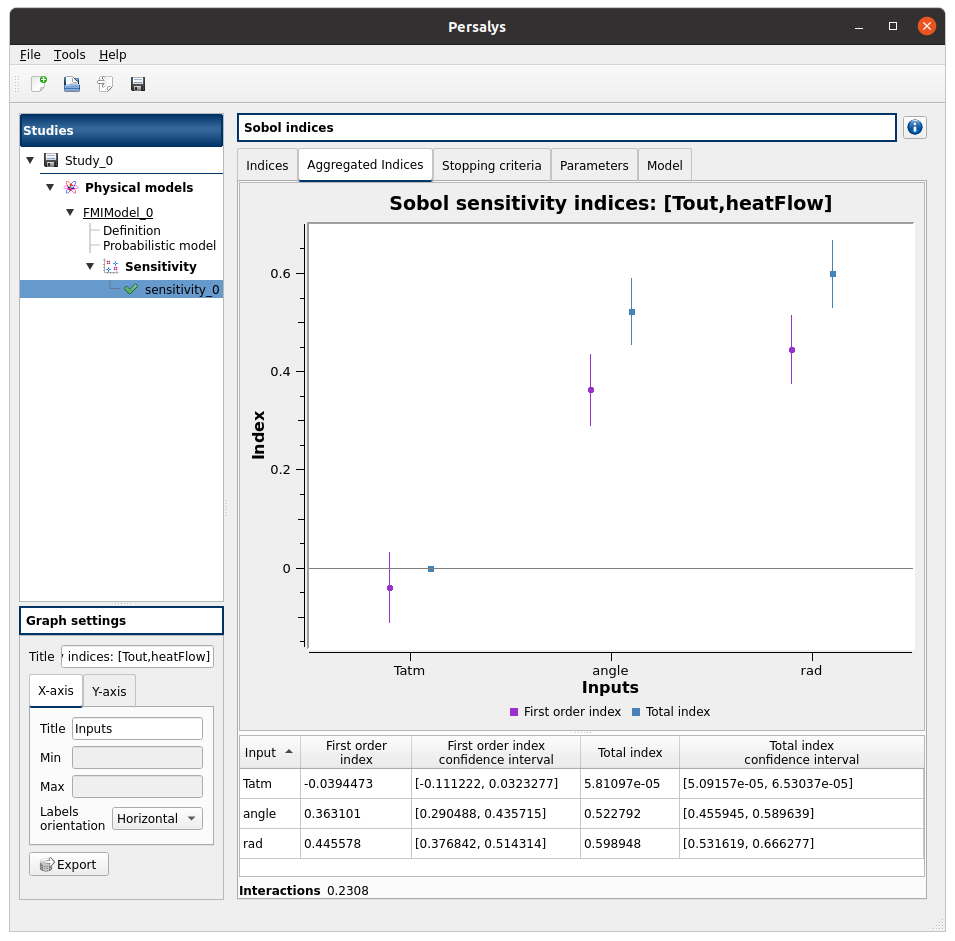 Persalys
File Tools Help
Studies
Study_0
Physical models
FMIModel_0
Definition
Probabilistic model
Sensitivity
sensitivity_0
Graph settings
Title indices: [Tout,heatFlow]
X-axis Y-axis
Title Inputs
Min
Max
Labels
orientation Horizontal
Export
Sobol indices
Indices Aggregated Indices Stopping criteria Parameters Model
Sobol sensitivity indices: [Tout,heatFlow]
0.6
0.4
0.2
0
Index
Tatm angle rad
Inputs
First order index Total index
Input First order index First order index confidence interval Total index Total index confidence interval
Tatm -0.0394473 [-0.111222, 0.0323277] 5.81097e-05 [5.09157e-05, 6.53037e-05]
angle 0.363101 [0.290488, 0.435715] 0.522792 [0.455945, 0.589639]
rad 0.445578 [0.376842, 0.514314] 0.598948 [0.531619, 0.666277]
Interactions 0.2308